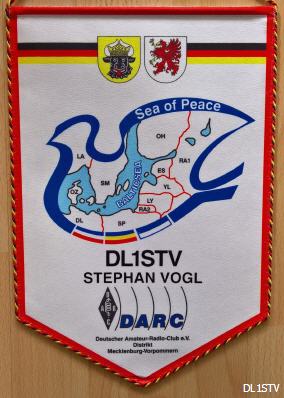 Sea of Peace
OH
LA
SM
ES
RA1
OZ
BALTIC SEA
YL
LY
RA2
DL
SP
DL1STV
STEPHAN VOGL
DARC
Deutscher Amateur-Radio-Club e.V.
Distrikt
Mecklenburg-Vorpommern
DL1STV